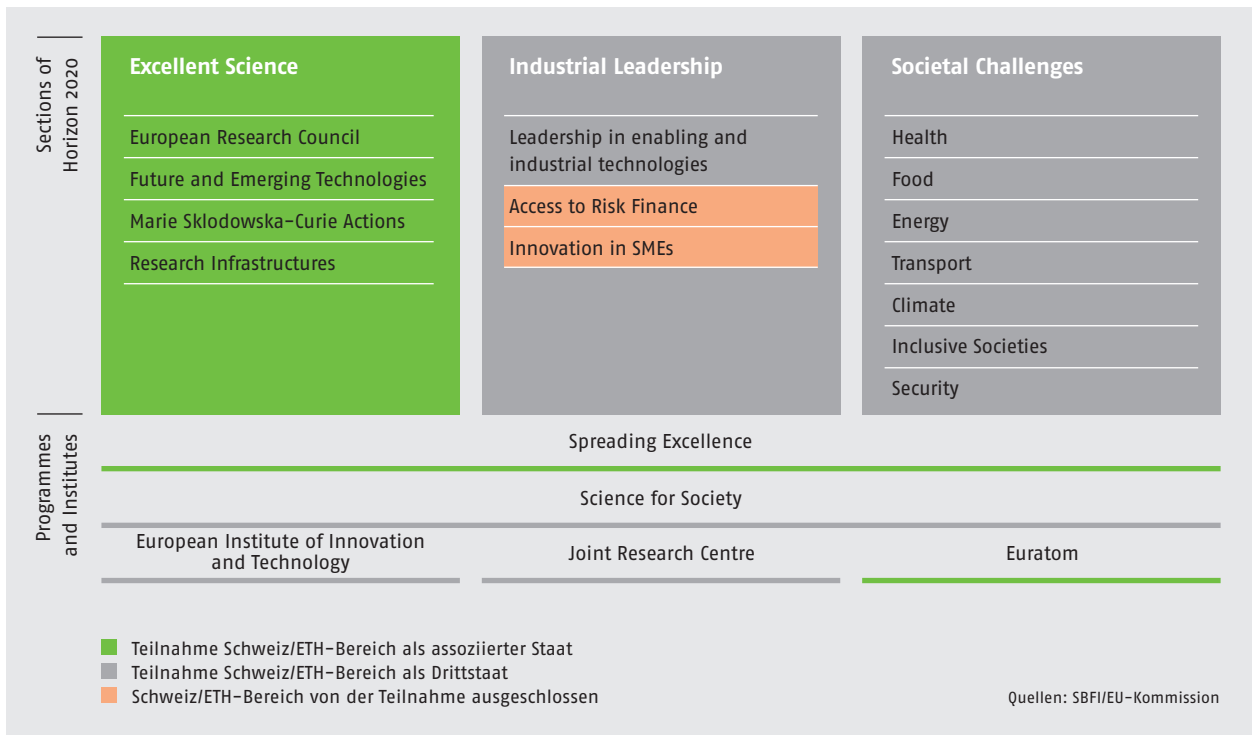 Sections of
Horizon 2020
Excellent Science
European Research Council
Future and Emerging Technologies
Marie Sklodowska-Curie Actions
Research Infrastructures
Industrial Leadership
Leadership in enabling and
industrial technologies
Access to Risk Finance
Innovation in SMEs
Societal Challenges
Health
Food
Energy
Transport
Climate
Inclusive Societies
Security
Programmes
and Institutes
Spreading Excellence
Science for Society
European Institute of Innovation
and Technology
Joint Research Centre
Euratom
Teilnahme Schweiz/ETH-Bereich als assoziierter Staat
Teilnahme Schweiz/ETH-Bereich als Drittstaat
Schweiz/ETH-Bereich von der Teilnahme ausgeschlossen
Quellen: SBFI/EU-Kommission